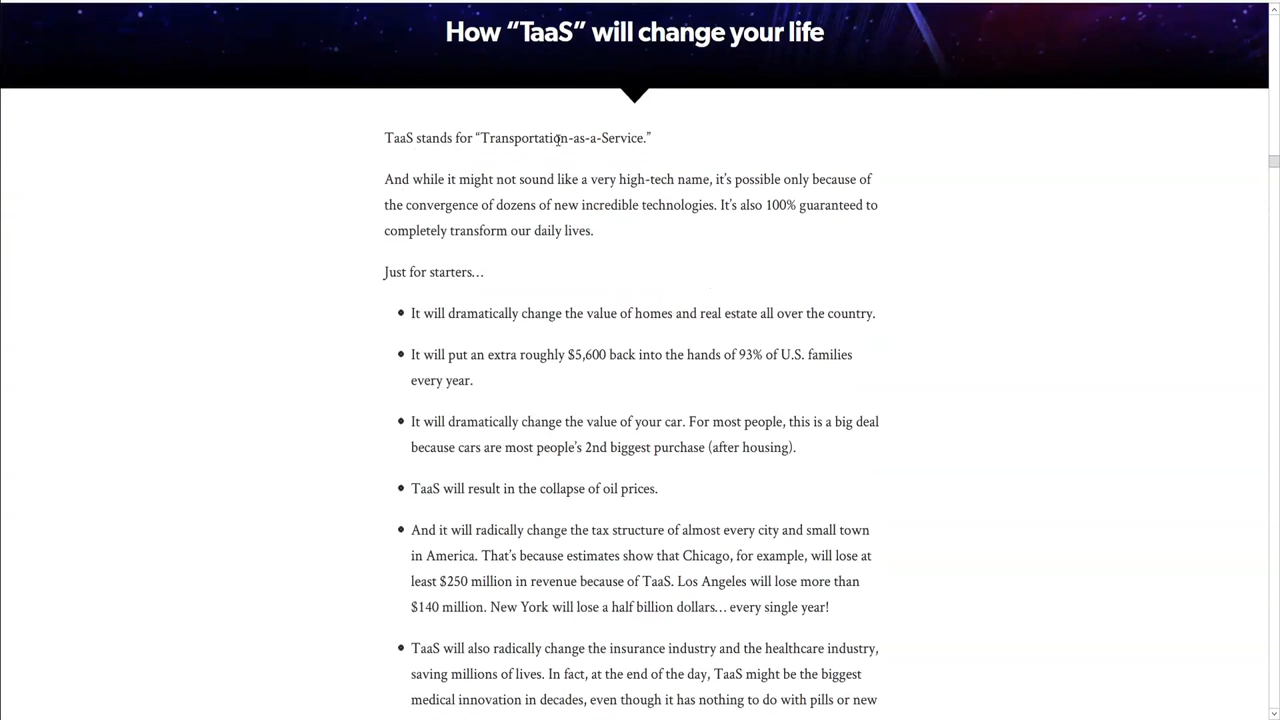 How “TaaS” will change your life
TaaS stands for “Transportation-as-a-Service.”
And while it might not sound like a very high-tech name, it’s possible only because of
the convergence of dozens of new incredible technologies. It’s also 100% guaranteed to
completely transform our daily lives.
Just for starters…
• It will dramatically change the value of homes and real estate all over the country.
• It will put an extra roughly $5,600 back into the hands of 93% of U.S. families
every year.
• It will dramatically change the value of your car. For most people, this is a big deal
because cars are most people’s 2nd biggest purchase (after housing).
• TaaS will result in the collapse of oil prices.
• And it will radically change the tax structure of almost every city and small town
in America. That’s because estimates show that Chicago, for example, will lose at
least $250 million in revenue because of TaaS. Los Angeles will lose more than
$140 million. New York will lose a half billion dollars… every single year!
• TaaS will also radically change the insurance industry and the healthcare industry,
saving millions of lives. In fact, at the end of the day, TaaS might be the biggest
medical innovation in decades, even though it has nothing to do with pills or new